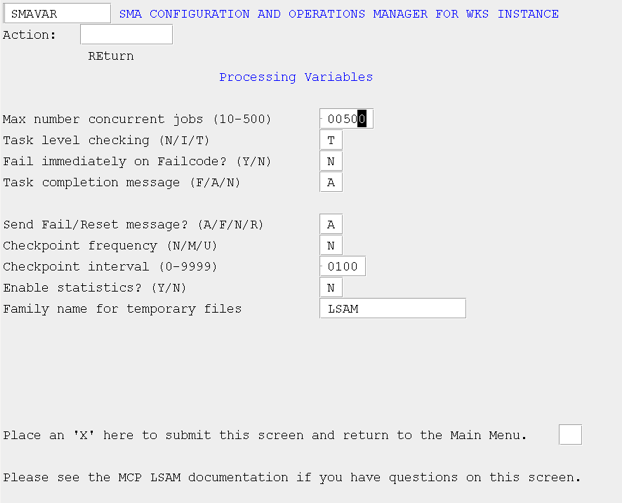 SMAVAR SMA CONFIGURATION AND OPERATIONS MANAGER FOR WKS INSTANCE
Action:
REturn
Processing Variables
Max number concurrent jobs (10-500) 00500
Task level checking (N/I/T) T
Fail immediately on Failcode? (Y/N) N
Task completion message (F/A/N) A
Send Fail/Reset message? (A/F/N/R) A
Checkpoint frequency (N/M/U) N
Checkpoint interval (0-9999) 0100
Enable statistics? (Y/N) N
Family name for temporary files LSAM
Place an 'X' here to submit this screen and return to the Main Menu.
Please see the MCP LSAM documentation if you have questions on this screen.